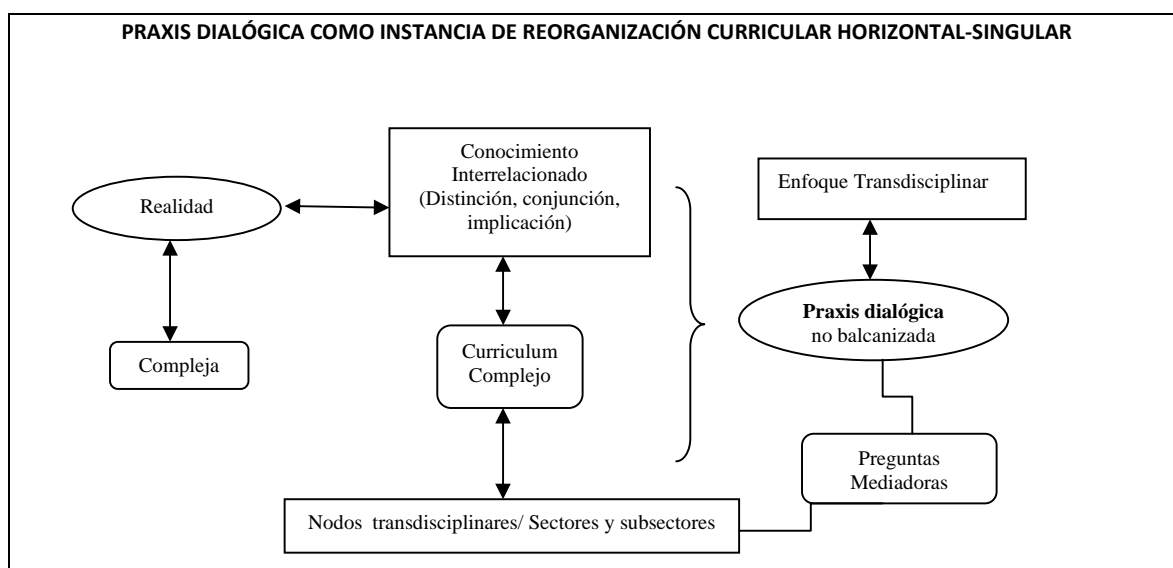 PRAXIS DIALÓGICA COMO INSTANCIA DE REORGANIZACIÓN CURRICULAR HORIZONTAL-SINGULAR
Realidad
Compleja
Conocimiento
Interrelacionado
(Distinción, conjunción,
implicación)
Curriculum
Complejo
Nodos transdisciplinares/ Sectores y subsectores
Enfoque Transdisciplinar
Praxis dialógica
no balcanizada
Preguntas
Mediadoras